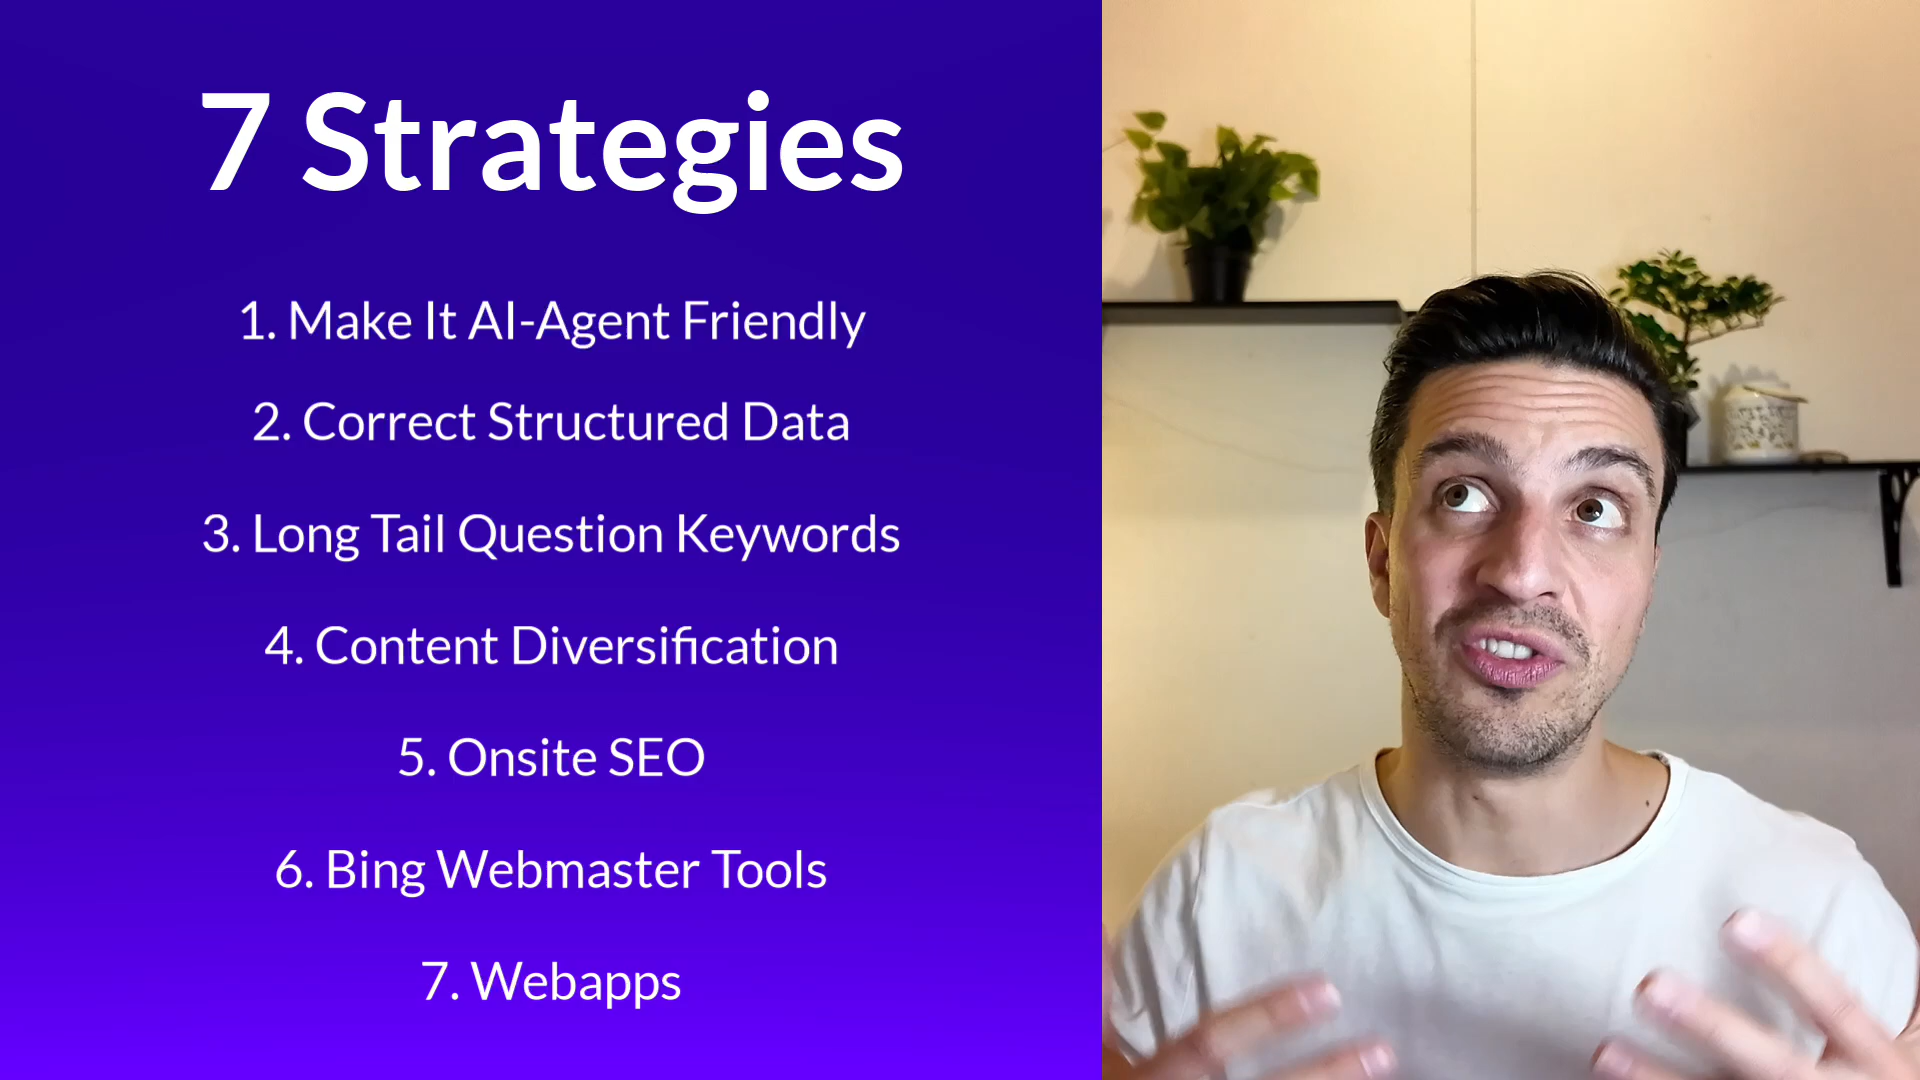 7 Strategies
1. Make It AI-Agent Friendly
2. Correct Structured Data
3. Long Tail Question Keywords
4. Content Diversification
5. Onsite SEO
6. Bing Webmaster Tools
7. Webapps